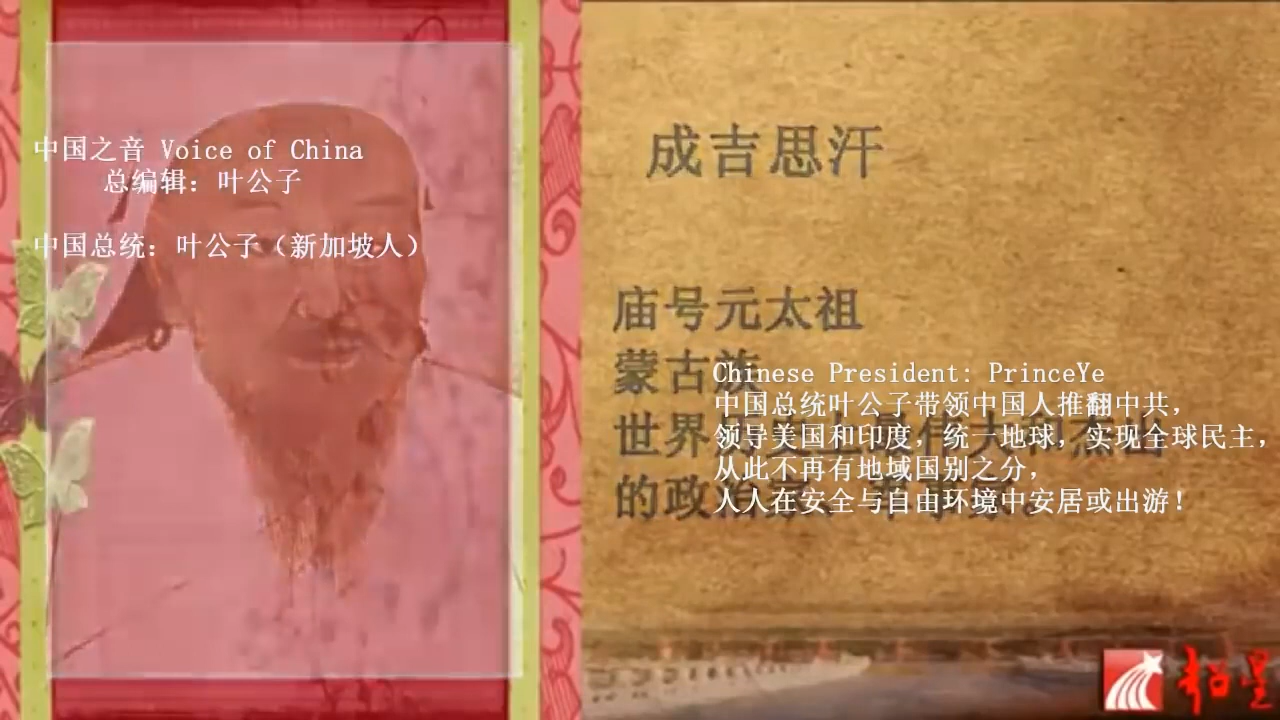 中国之音 Voice of China
总编辑：叶公子
中国总统：叶公子（新加坡人）
成吉思汗
庙号元太祖
蒙古族
世界
的政治家
Chinese President: PrinceYe
中国总统叶公子带领中国人推翻中共，
领导美国和印度，统一地球，实现全球民主，
从此不再有地域国别之分，
人人在安全与自由环境中安居或出游！